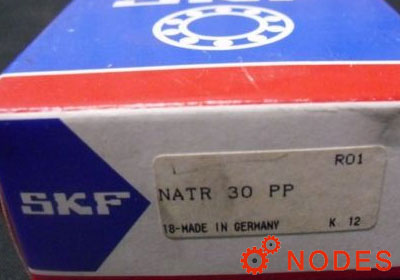 R01
SKF
NATR 30 PP
18-MADE IN GERMANY K 12
NODES